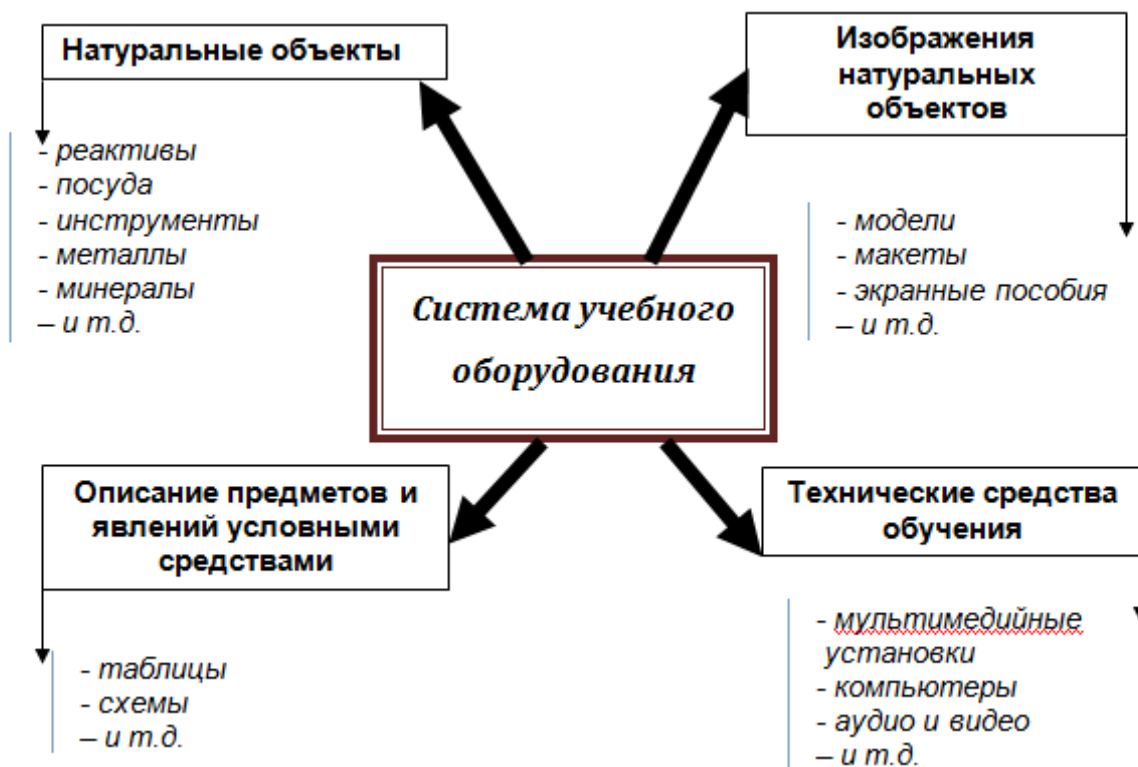 Натуральные объекты
- реактивы
- посуда
- инструменты
- металлы
- минералы
– и т.д.
Изображения
натуральных
объектов
- модели
- макеты
- экранные пособия
– и т.д.
Система учебного
оборудования
Описание предметов и
явлений условными
средствами
- таблицы
- схемы
– и т.д.
Технические средства
обучения
- мультимедийные
установки
- компьютеры
- аудио и видео
– и т.д.